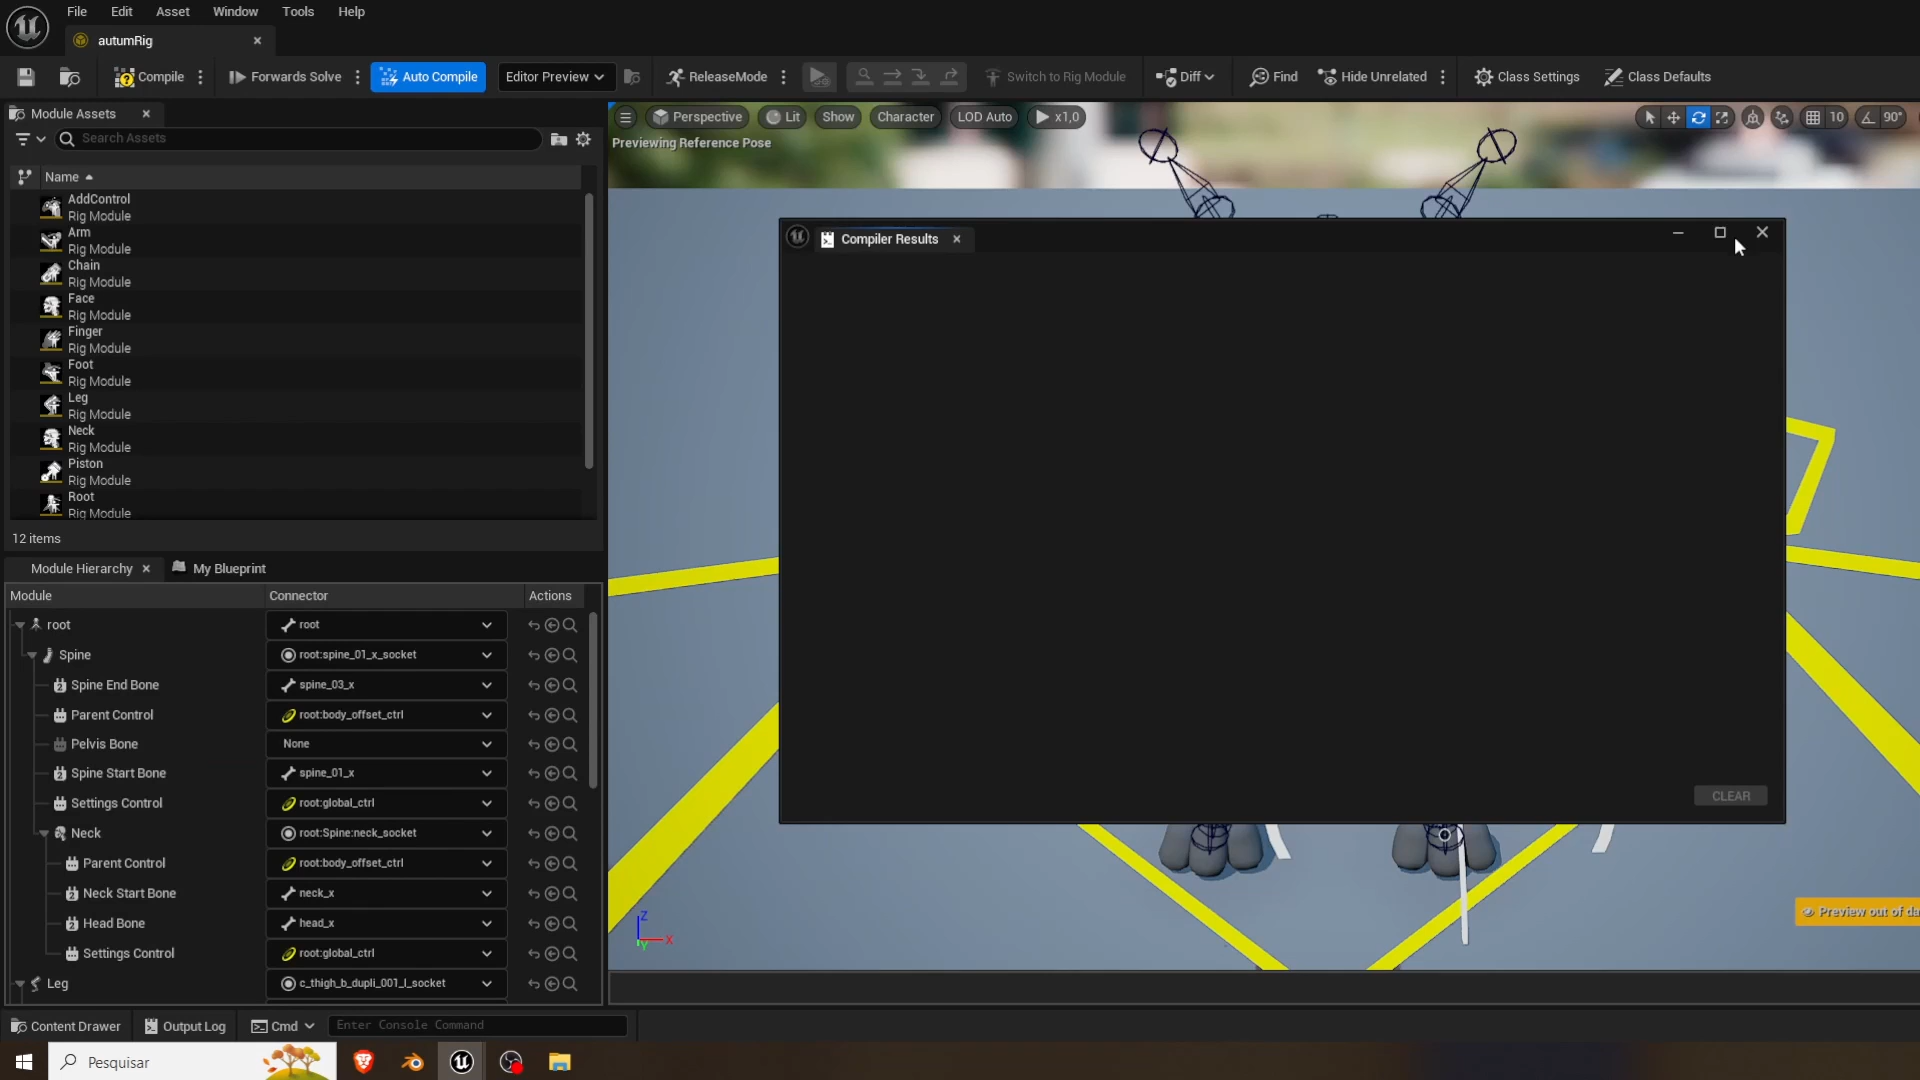 File Edit Asset Window Tools Help
autumRig
Compile Forwards Solve Auto Compile Editor Preview ReleaseMode Switch to Rig Module Diff Find Hide Unrelated Class Settings Class Defaults
Module Assets
Search Assets
Name
AddControl
Rig Module
Arm
Rig Module
Chain
Rig Module
Face
Rig Module
Finger
Rig Module
Foot
Rig Module
Leg
Rig Module
Neck
Rig Module
Piston
Rig Module
Root
Rig Module
12 items
Perspective Lit Show Character LOD Auto x1,0 10 90°
Previewing Reference Pose
Compiler Results
CLEAR
Module Hierarchy My Blueprint
Module Connector Actions
root root
Spine root:spine_01_x_socket
Spine End Bone spine_03_x
Parent Control root:body_offset_ctrl
Pelvis Bone None
Spine Start Bone spine_01_x
Settings Control root:global_ctrl
Neck root:Spine:neck_socket
Parent Control root:body_offset_ctrl
Neck Start Bone neck_x
Head Bone head_x
Settings Control root:global_ctrl
Leg c_thigh_b_dupli_001_l_socket
Z
X
Y
Preview out of da
Content Drawer Output Log Cmd Enter Console Command
Pesquisar